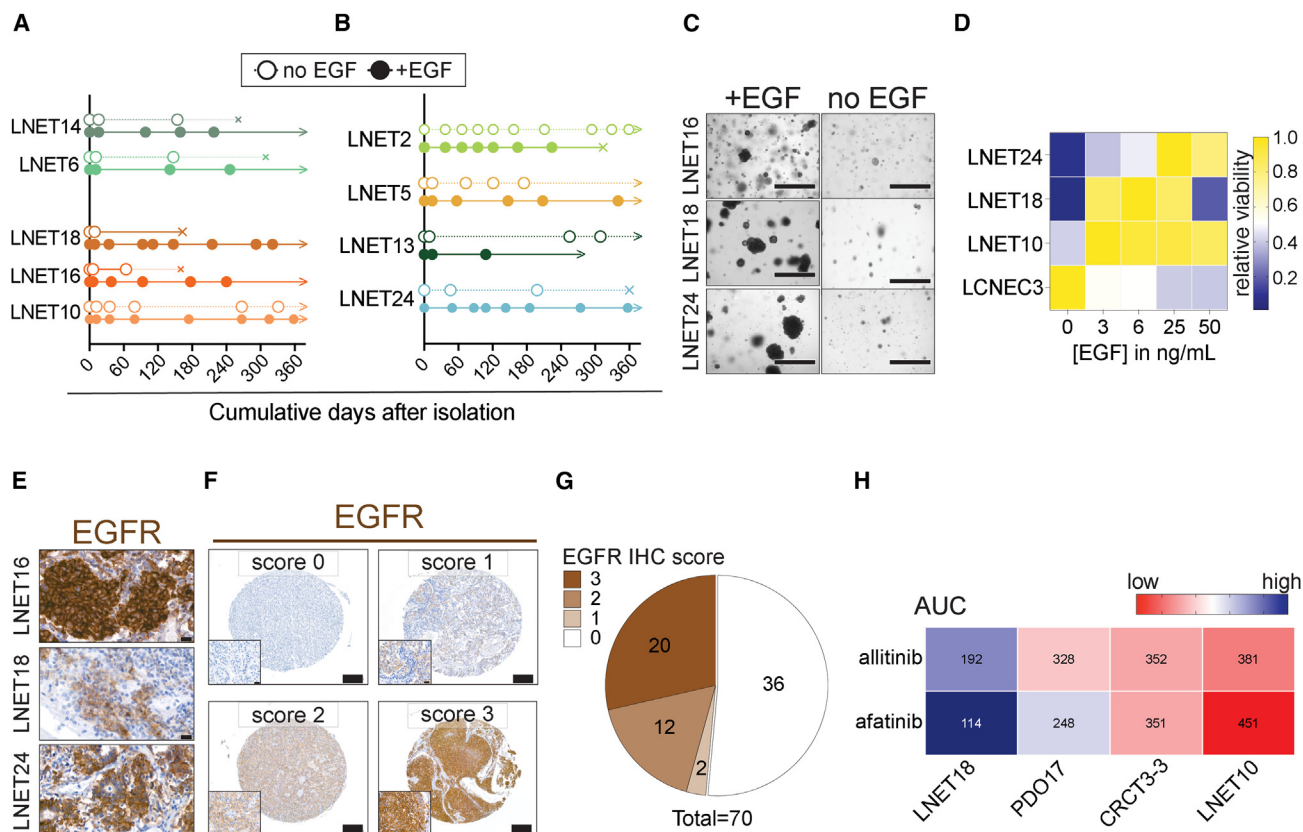 A
B
C
D
no EGF +EGF
LNET14
LNET6
LNET18
LNET16
LNET10
0 60 120 180 240 300 360
LNET2
LNET5
LNET13
LNET24
0 60 120 180 240 300 360
Cumulative days after isolation
+EGF no EGF
LNET16
LNET18
LNET24
LNET24
LNET18
LNET10
LCNEC3
0 3 6 25 50
[EGF] in ng/mL
1.0
0.8
0.6
0.4
0.2
relative viability
E
F
G
H
EGFR
LNET16
LNET18
LNET24
EGFR
score 0
score 1
score 2
score 3
EGFR IHC score
3
2
1
0
20
12
2
36
Total=70
low high
AUC
allitinib 192 328 352 381
afatinib 114 248 351 451
LNET18 PDO17 CRCT3-3 LNET10